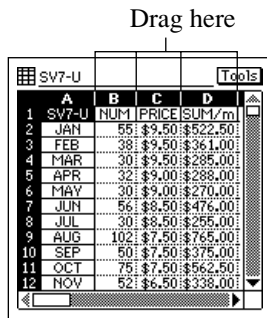 Drag here
SV7-U Tools
A B C D
1 SV7-U NUM PRICE SUM/m
2 JAN 55 $9.50 $522.50
3 FEB 38 $9.50 $361.00
4 MAR 30 $9.50 $285.00
5 APR 32 $9.00 $288.00
6 MAY 30 $9.00 $270.00
7 JUN 56 $8.50 $476.00
8 JUL 30 $8.50 $255.00
9 AUG 102 $7.50 $765.00
10 SEP 50 $7.50 $375.00
11 OCT 75 $7.50 $562.50
12 NOV 52 $6.50 $338.00